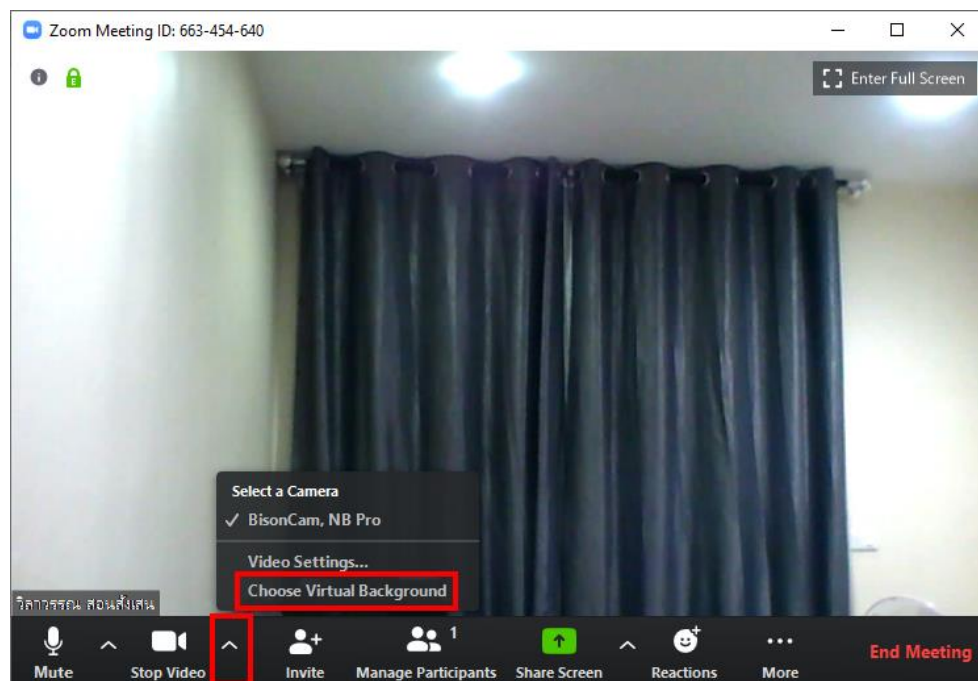 Zoom Meeting ID: 663-454-640
Enter Full Screen
Select a Camera
BisonCam, NB Pro
Video Settings...
Choose Virtual Background
วิลาวรรณ สอนสั่งเสน
1
Mute
Stop Video
Invite
Manage Participants
Share Screen
Reactions
More
End Meeting